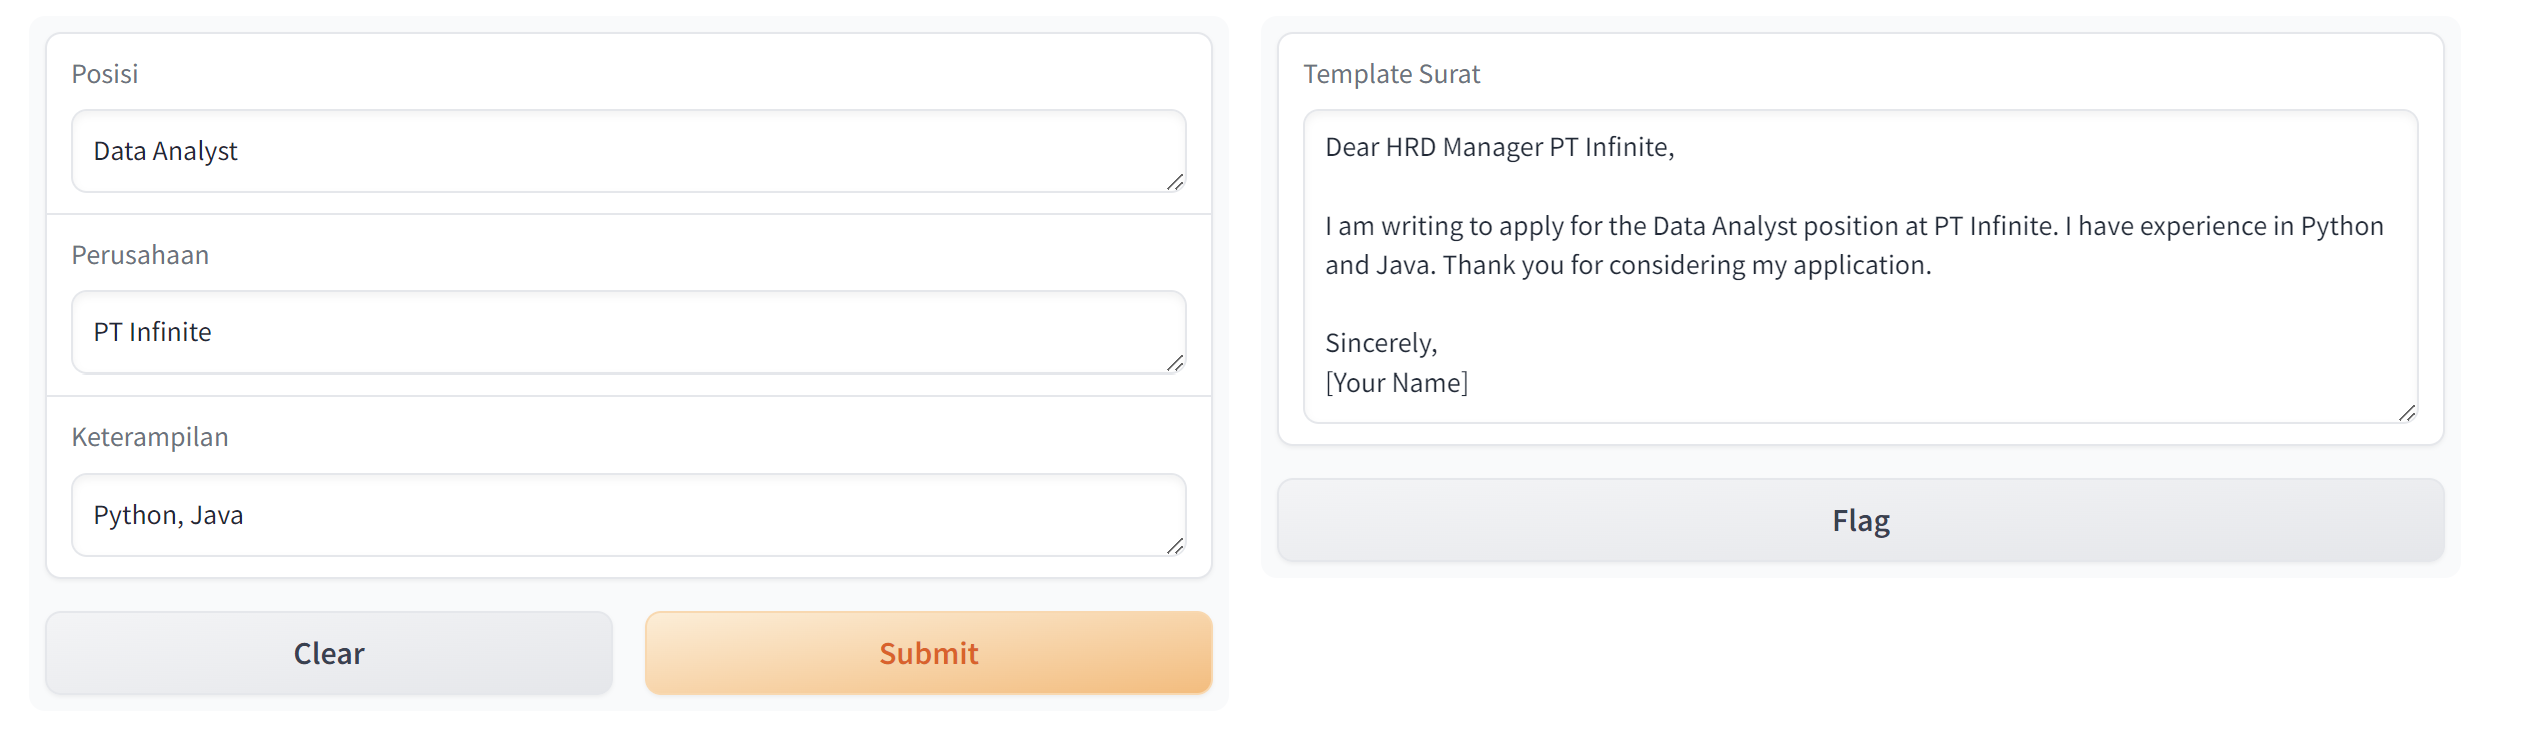 Posisi
Data Analyst
Perusahaan
PT Infinite
Keterampilan
Python, Java
Clear
Submit
Template Surat
Dear HRD Manager PT Infinite,
I am writing to apply for the Data Analyst position at PT Infinite. I have experience in Python
and Java. Thank you for considering my application.
Sincerely,
[Your Name]
Flag